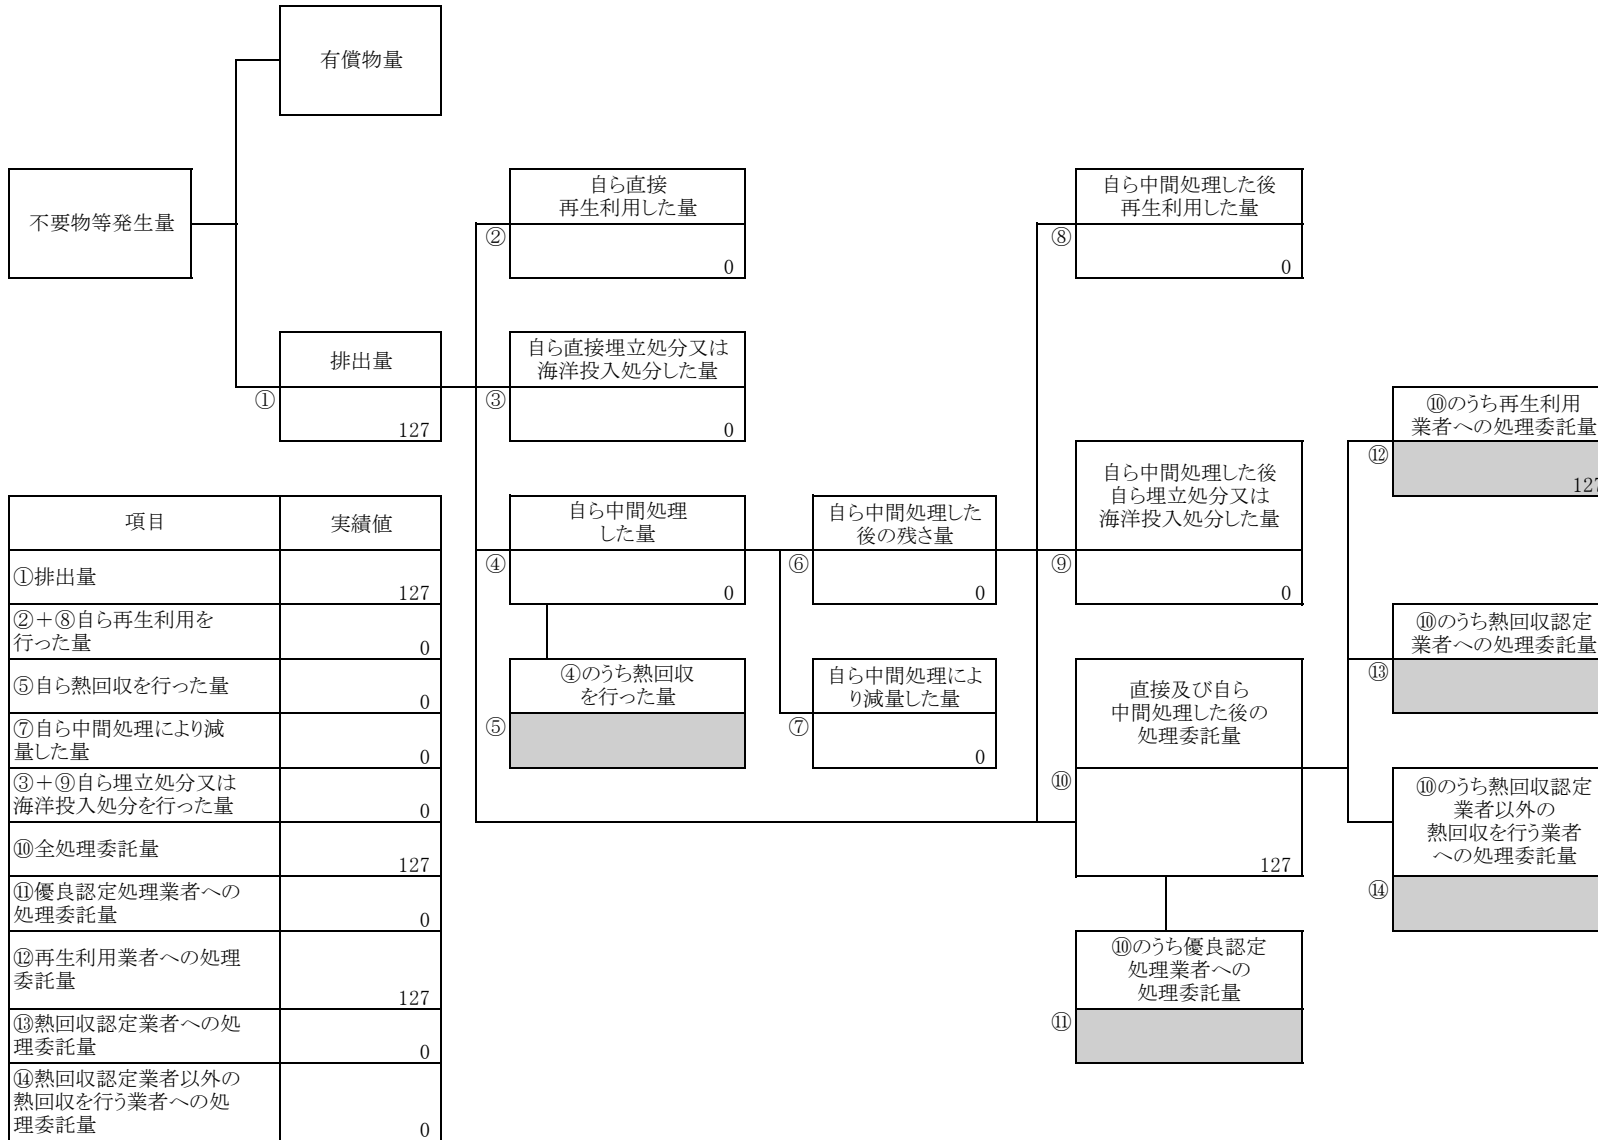 有償物量
不要物等発生量
自ら直接
再生利用した量
②
0
自ら中間処理した後
再生利用した量
⑧
0
排出量
①
127
自ら直接埋立処分又は
海洋投入処分した量
③
0
⑩のうち再生利用
業者への処理委託量
⑫
127
自ら中間処理した後
自ら埋立処分又は
海洋投入処分した量
⑨
0
自ら中間処理
した量
④
0
自ら中間処理した
後の残さ量
⑥
0
④のうち熱回収
を行った量
⑤
自ら中間処理によ
り減量した量
⑦
0
直接及び自ら
中間処理した後の
処理委託量
⑩
127
⑩のうち熱回収認定
業者への処理委託量
⑬
⑩のうち熱回収認定
業者以外の
熱回収を行う業者
への処理委託量
⑭
⑩のうち優良認定
処理業者への
処理委託量
⑪
項目 実績値
①排出量
127
②+⑧自ら再生利用を
行った量
0
⑤自ら熱回収を行った量
0
⑦自ら中間処理により減
量した量
0
③+⑨自ら埋立処分又は
海洋投入処分を行った量
0
⑩全処理委託量
127
⑪優良認定処理業者への
処理委託量
0
⑫再生利用業者への処理
委託量
127
⑬熱回収認定業者への処
理委託量
0
⑭熱回収認定業者以外の
熱回収を行う業者への処
理委託量
0